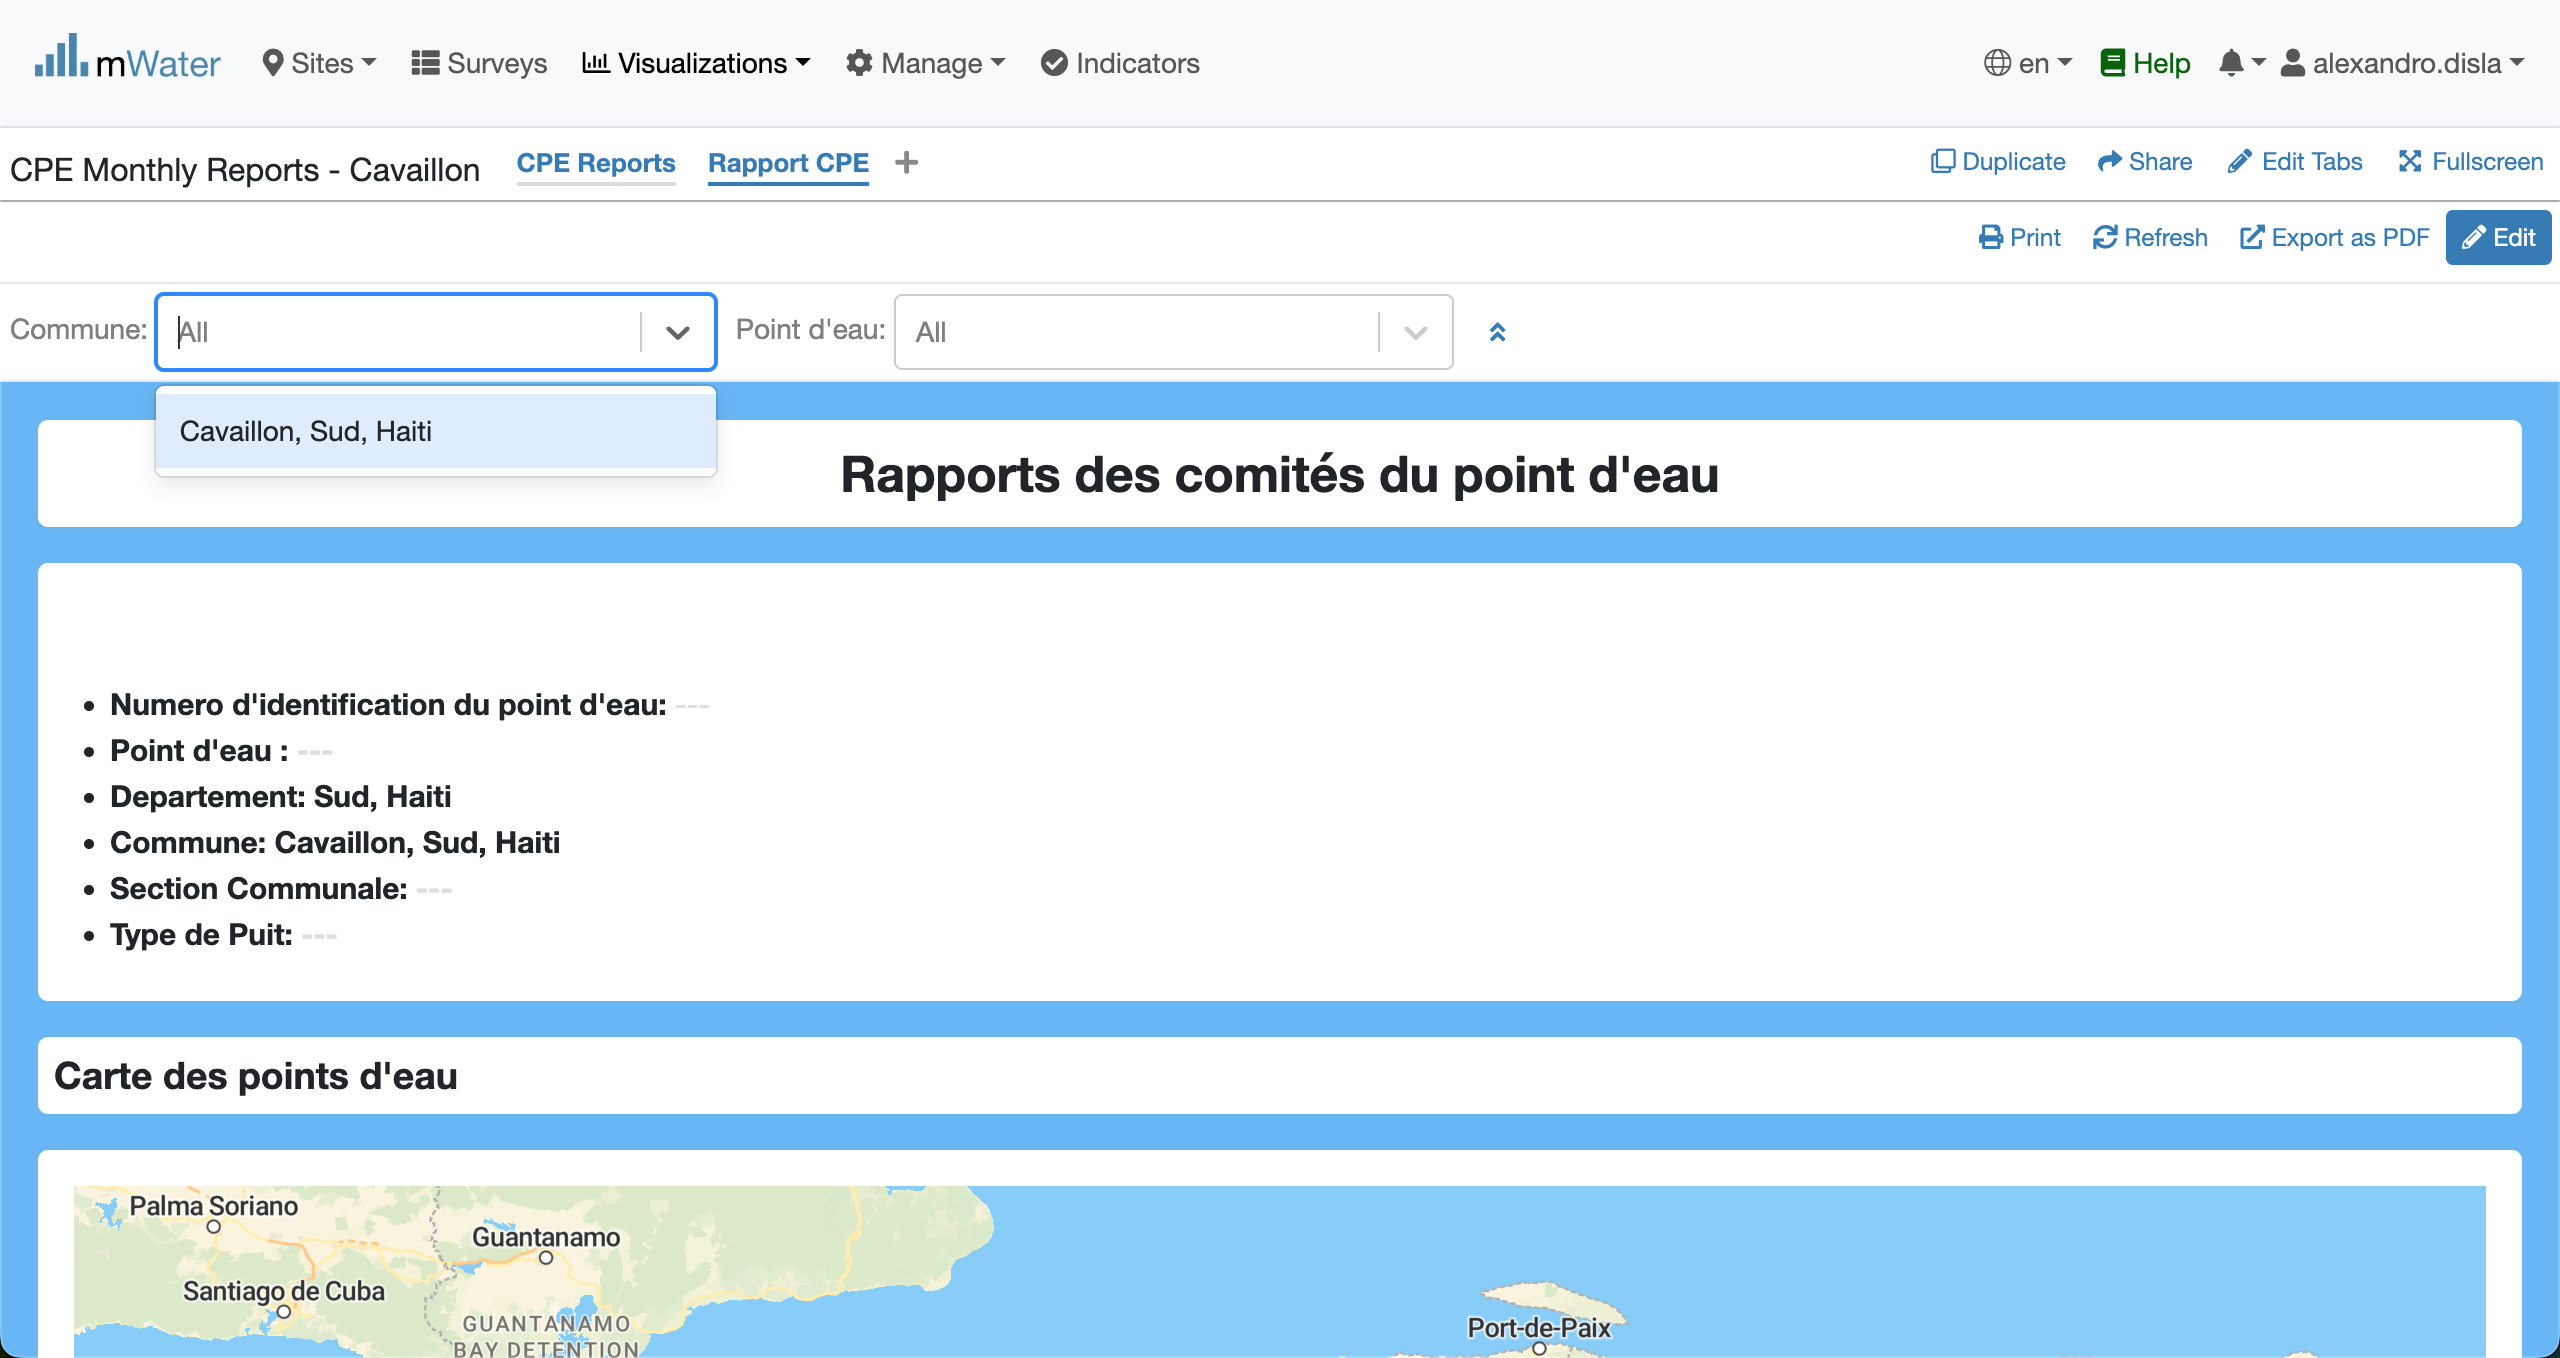 mWater Sites Surveys Visualizations Manage Indicators en Help alexandro.disla
CPE Monthly Reports - Cavaillon CPE Reports Rapport CPE Duplicate Share Edit Tabs Fullscreen
Print Refresh Export as PDF Edit
Commune: All Point d'eau: All
Cavaillon, Sud, Haiti
Rapports des comités du point d'eau
• Numero d'identification du point d'eau: ---
• Point d'eau : ---
• Departement: Sud, Haiti
• Commune: Cavaillon, Sud, Haiti
• Section Communale: ---
• Type de Puit: ---
Carte des points d'eau
Palma Soriano
Guantanamo
Santiago de Cuba
GUANTANAMO
BAY DETENTION
Port-de-Paix